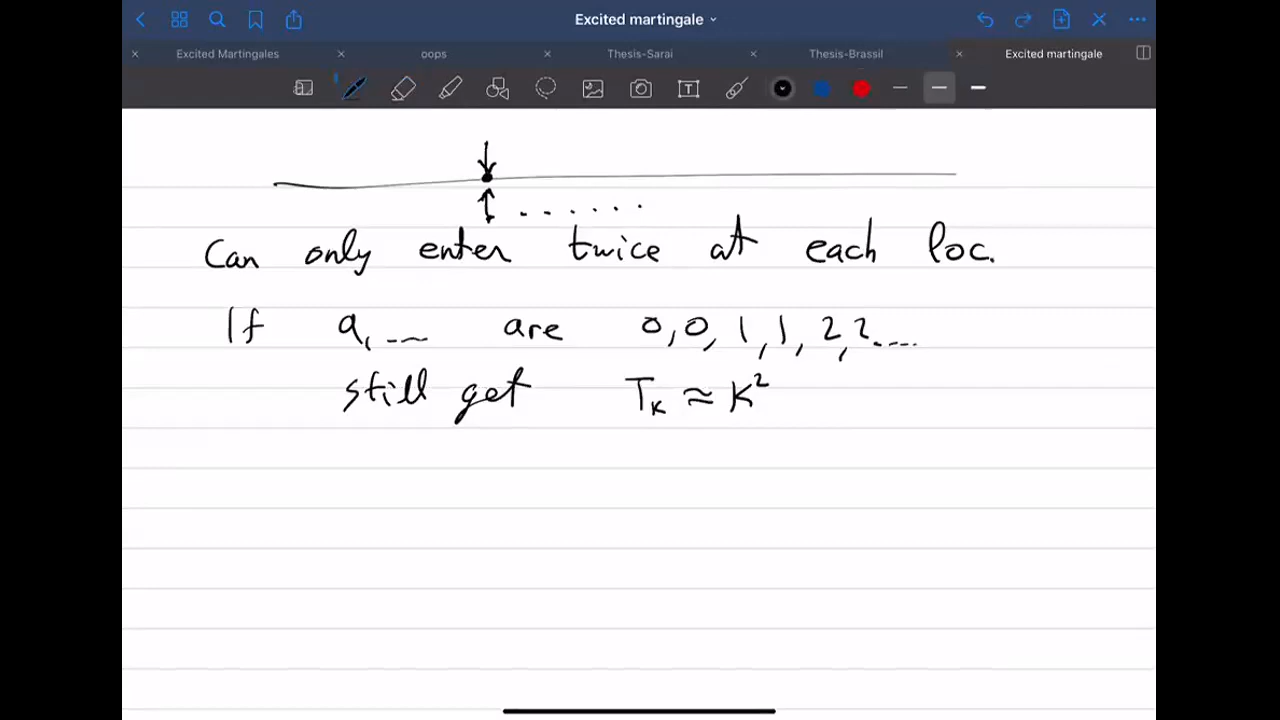 Excited martingale
Excited Martingales
oops
Thesis-Sarai
Thesis-Brassil
Excited martingale
T
Can only enter twice at each loc.
If a₁ ... are 0,0,1,1,2,2....
still get Tₖ ≈ K²